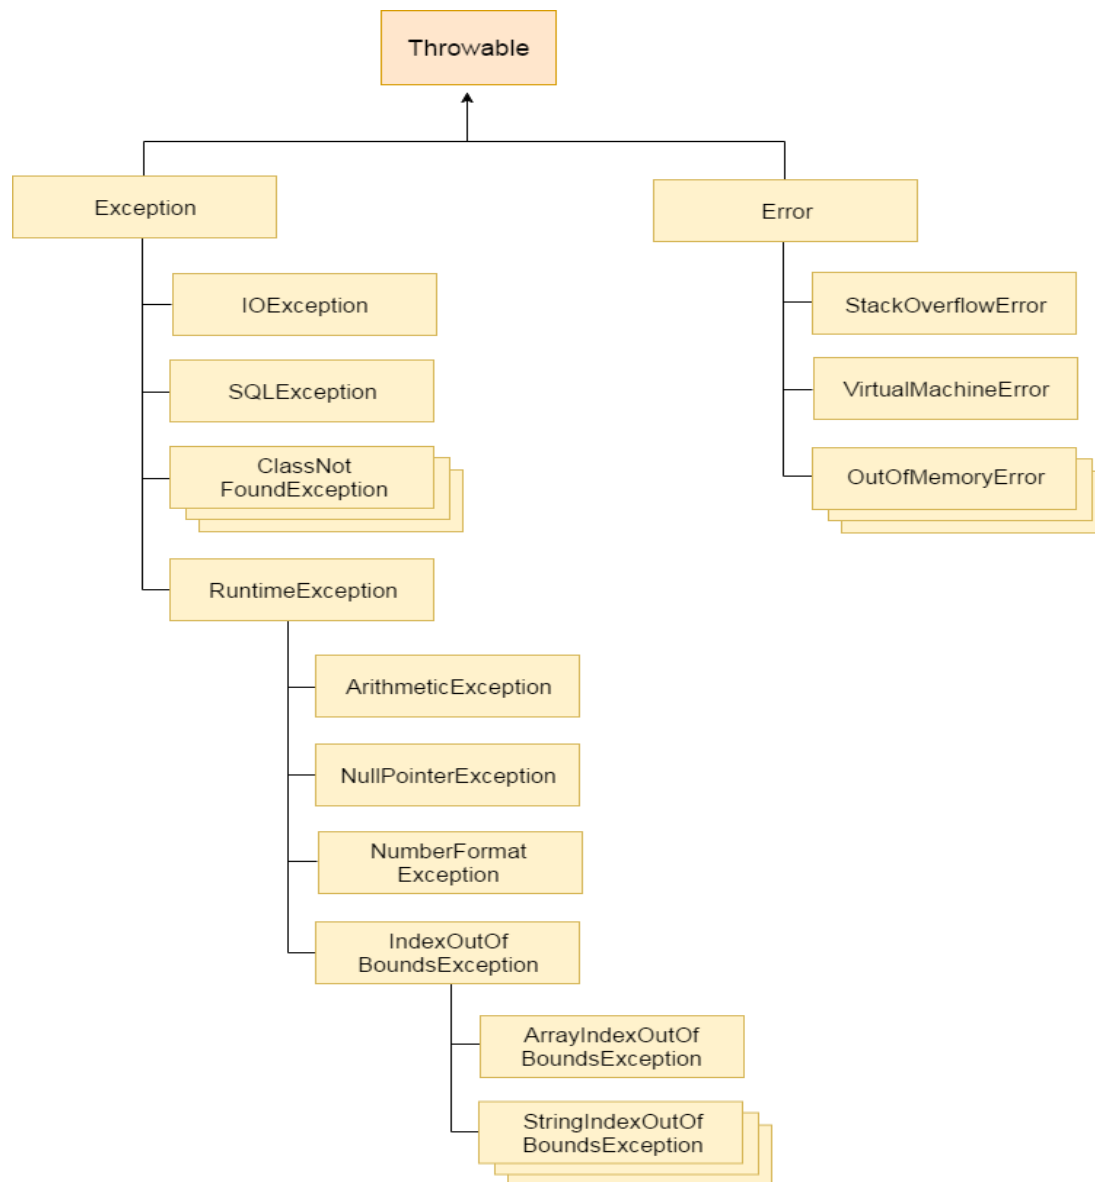 Throwable
Exception
Error
IOException
StackOverflowError
SQLException
VirtualMachineError
ClassNot
FoundException
OutOfMemoryError
RuntimeException
ArithmeticException
NullPointerException
NumberFormat
Exception
IndexOutOf
BoundsException
ArrayIndexOutOf
BoundsException
StringIndexOutOf
BoundsException